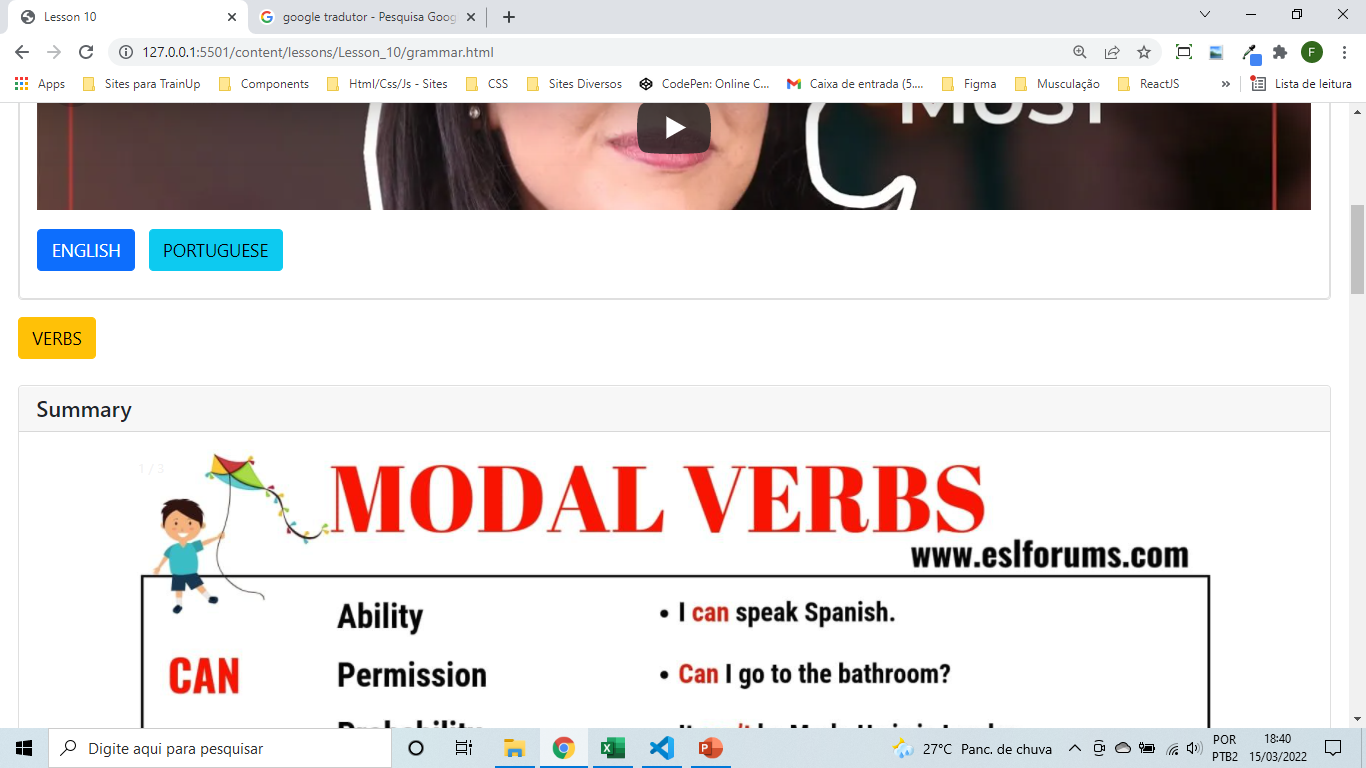 Lesson 10
google tradutor - Pesquisa Goog
127.0.0.1:5501/content/lessons/Lesson_10/grammar.html
F
Apps
Sites para TrainUp
Components
Html/Css/Js - Sites
CSS
Sites Diversos
CodePen: Online C...
Caixa de entrada (5....
Figma
Musculação
ReactJS
»
Lista de leitura
MUST
ENGLISH
PORTUGUESE
VERBS
Summary
1 / 3
MODAL VERBS
www.eslforums.com
CAN
Ability
• I can speak Spanish.
Permission
• Can I go to the bathroom?
Probability
Digite aqui para pesquisar
27°C Panc. de chuva
POR
PTB2
18:40
15/03/2022